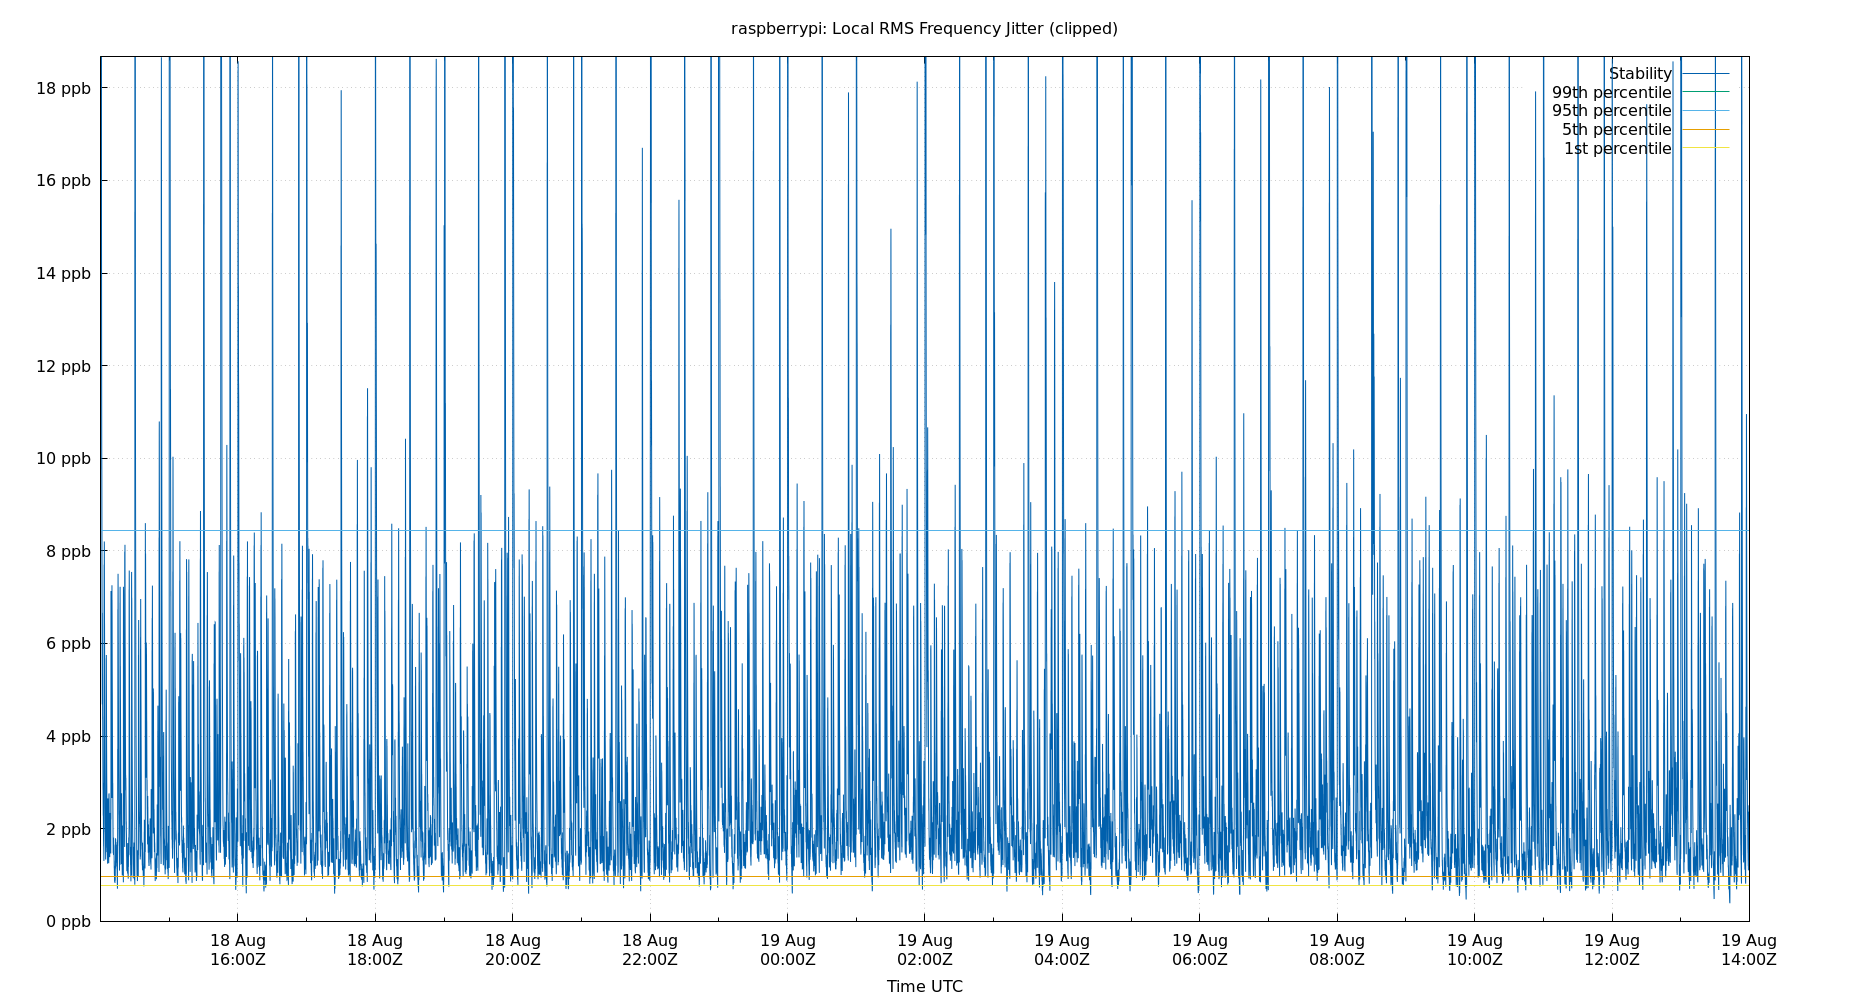 raspberrypi: Local RMS Frequency Jitter (clipped)
Stability
99th percentile
95th percentile
5th percentile
1st percentile
18 ppb
16 ppb
14 ppb
12 ppb
10 ppb
8 ppb
6 ppb
4 ppb
2 ppb
0 ppb
18 Aug 18 Aug 18 Aug 18 Aug 19 Aug 19 Aug 19 Aug 19 Aug 19 Aug 19 Aug 19 Aug 19 Aug
16:00Z 18:00Z 20:00Z 22:00Z 00:00Z 02:00Z 04:00Z 06:00Z 08:00Z 10:00Z 12:00Z 14:00Z
Time UTC